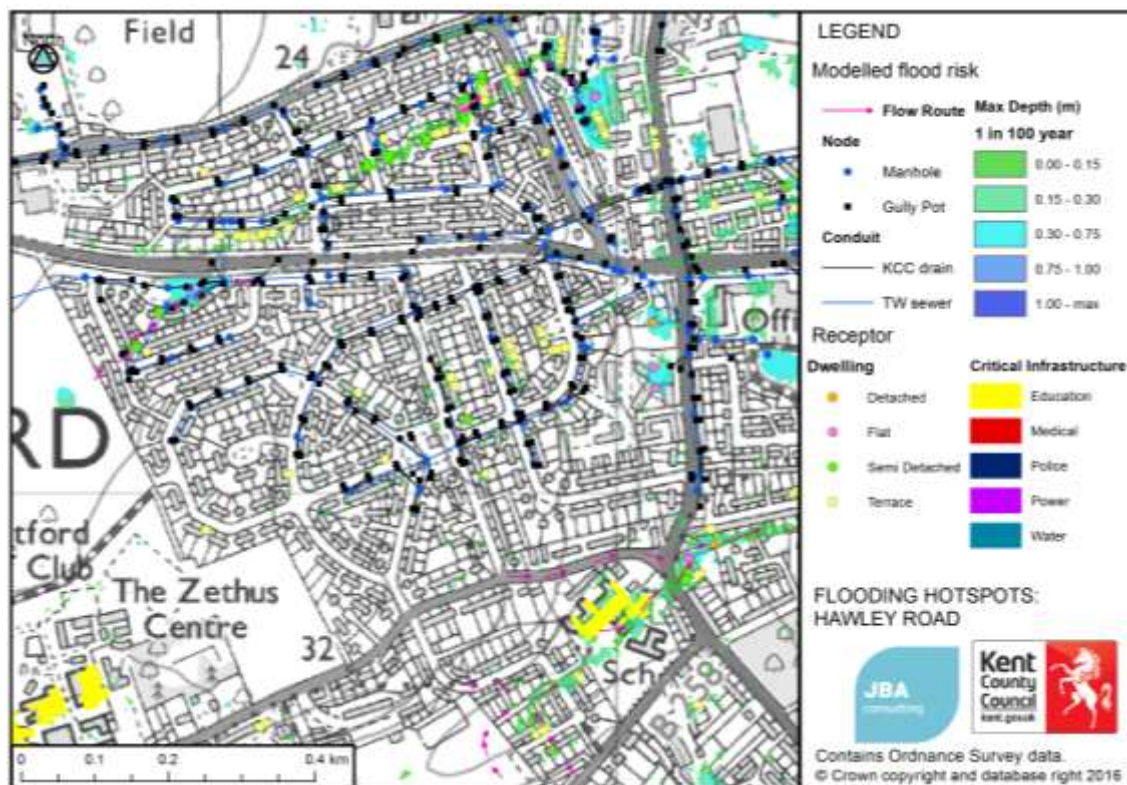 Field
24
RD
tford
Club
The Zethus
Centre
32
Sch
B 258
Offi
0 0.1 0.2 0.4 km
LEGEND
Modelled flood risk
Flow Route
Node
Manhole
Gully Pot
Conduit
KCC drain
TW sewer
Max Depth (m)
1 in 100 year
0.00 - 0.15
0.15 - 0.30
0.30 - 0.75
0.75 - 1.00
1.00 - max
Receptor
Dwelling
Detached
Flat
Semi Detached
Terrace
Critical Infrastructure
Education
Medical
Police
Power
Water
FLOODING HOTSPOTS:
HAWLEY ROAD
JBA
consulting
Kent
County
Council
kent.gov.uk
Contains Ordnance Survey data.
© Crown copyright and database right 2016